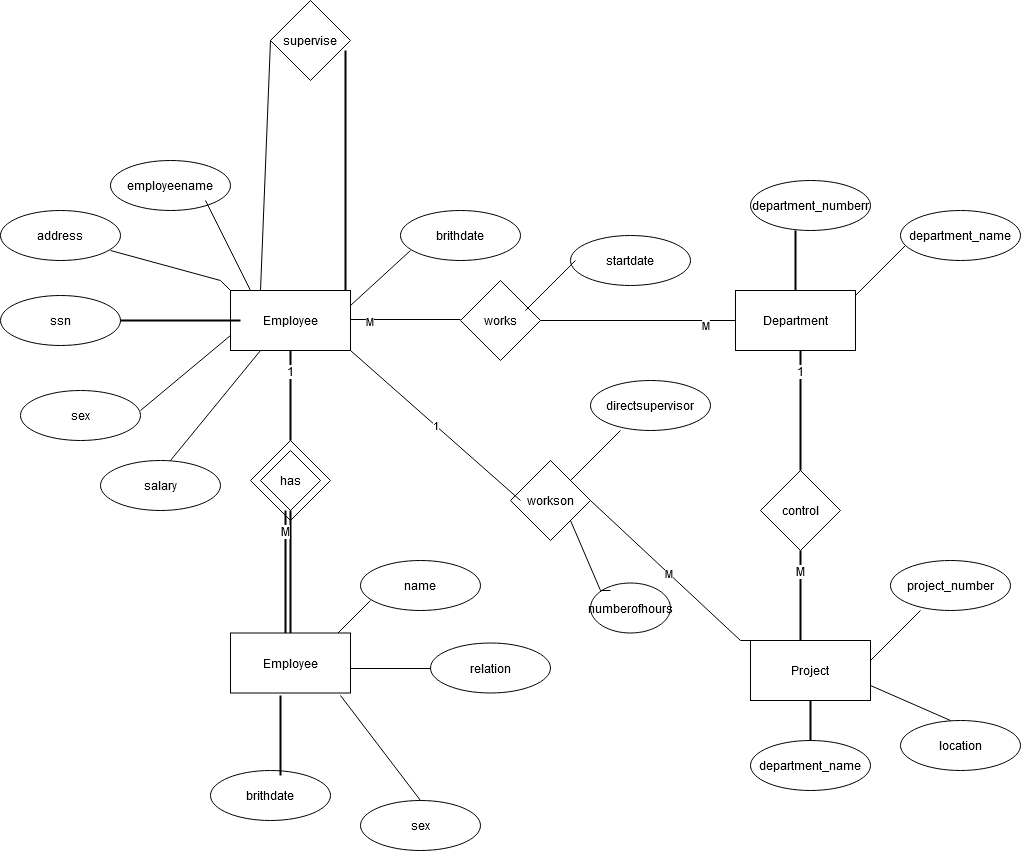 supervise
employeename
address
brithdate
startdate
department_numberr
department_name
ssn
Employee
M
works
M
Department
sex
salary
1
1
directsupervisor
1
has
workson
control
M
M
M
name
numberofhours
project_number
Employee
relation
Project
location
department_name
brithdate
sex